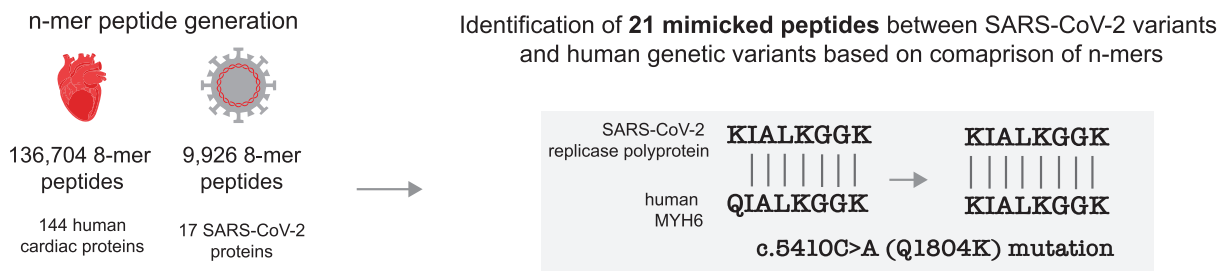 n-mer peptide generation
136,704 8-mer
peptides
144 human
cardiac proteins
9,926 8-mer
peptides
17 SARS-CoV-2
proteins
Identification of 21 mimicked peptides between SARS-CoV-2 variants
and human genetic variants based on comaprison of n-mers
SARS-CoV-2
replicase polyprotein
KIALKGGK
human
MYH6
QIALKGGK
KIALKGGK
KIALKGGK
c.5410C>A (Q1804K) mutation